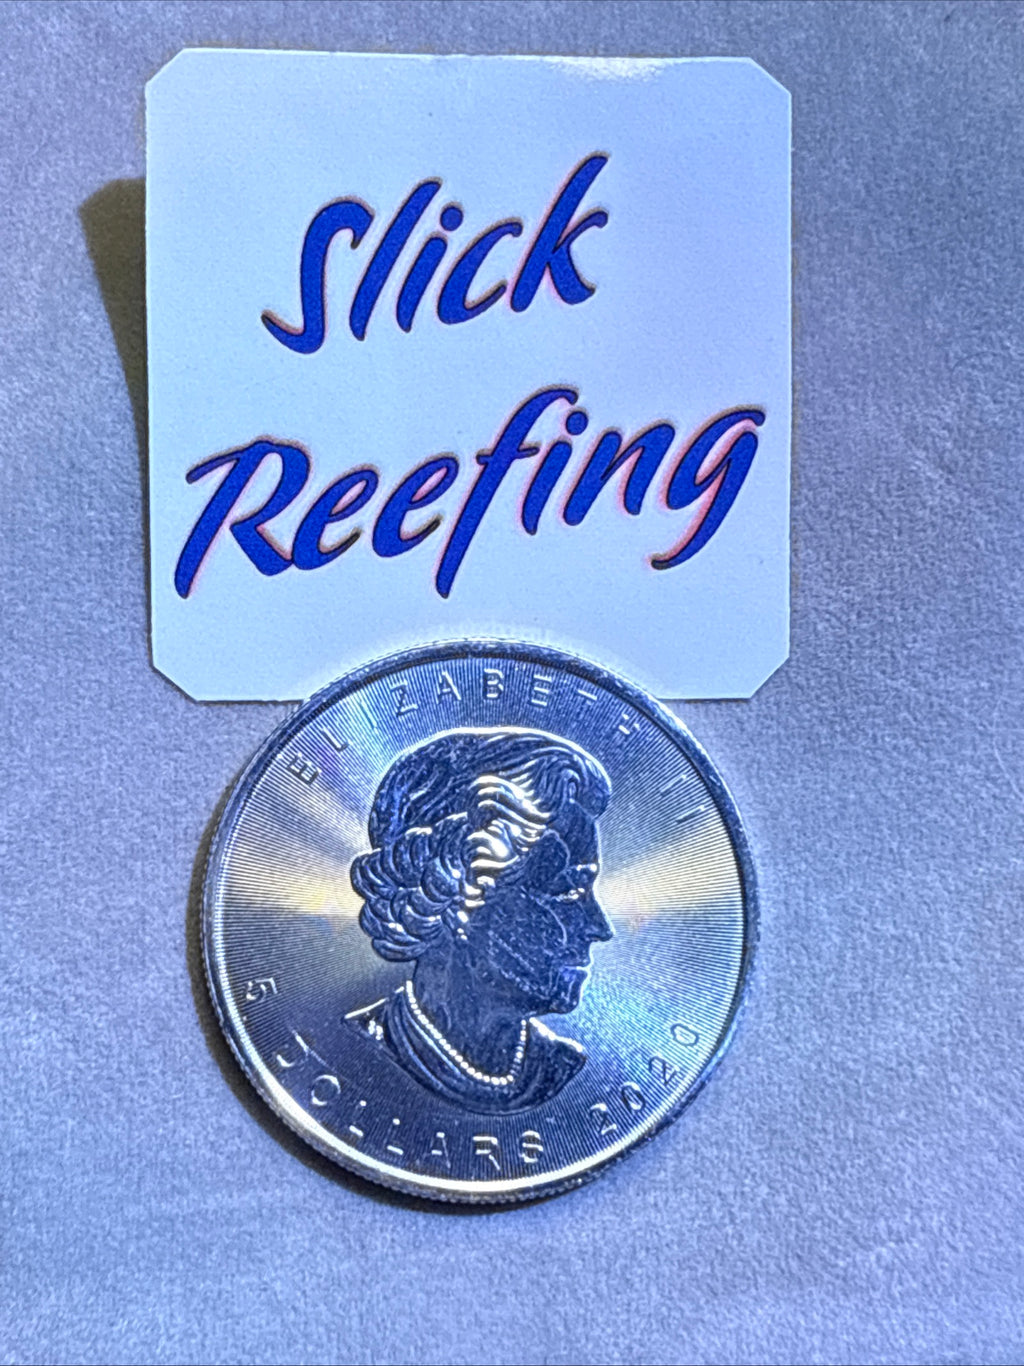 Slick
Reefing
ELIZABETH II
5 DOLLARS 2020